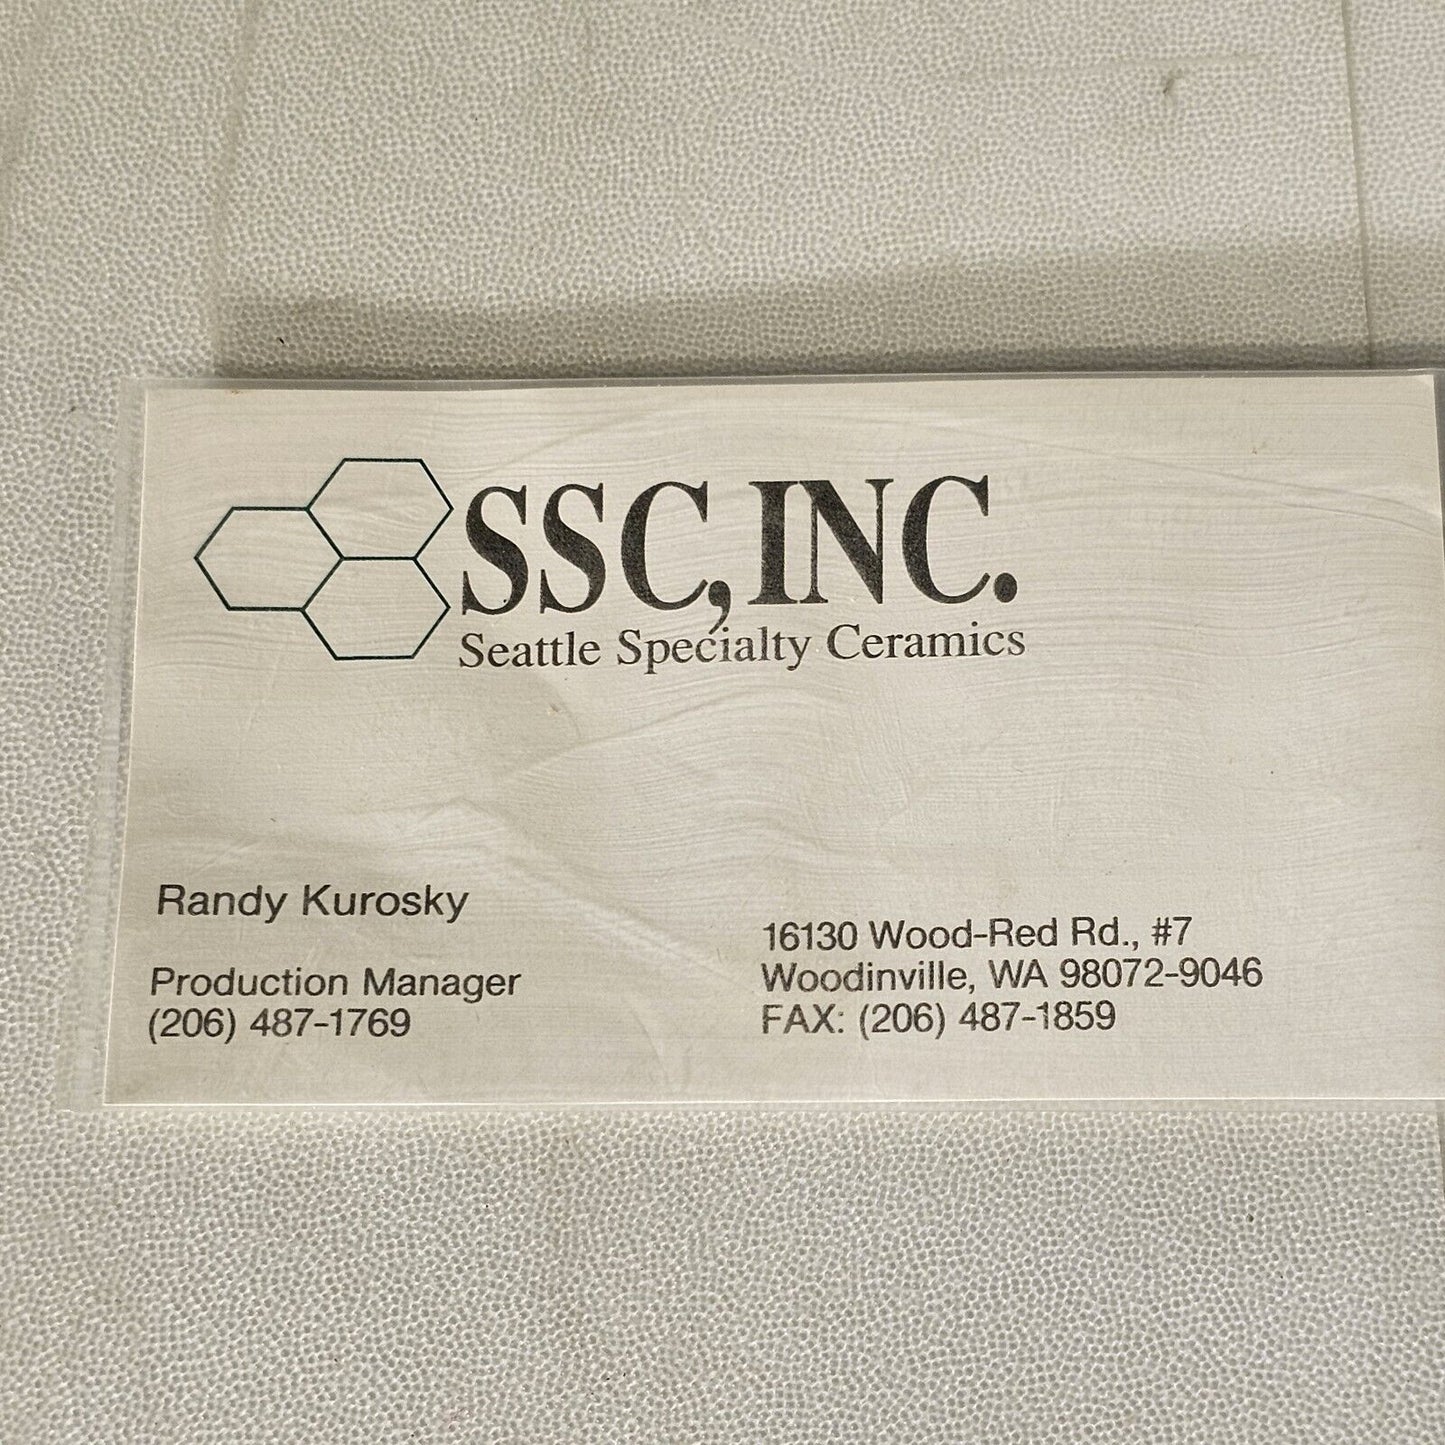 SSC, INC.
Seattle Specialty Ceramics
Randy Kurosky
Production Manager
(206) 487-1769
16130 Wood-Red Rd., #7
Woodinville, WA 98072-9046
FAX: (206) 487-1859